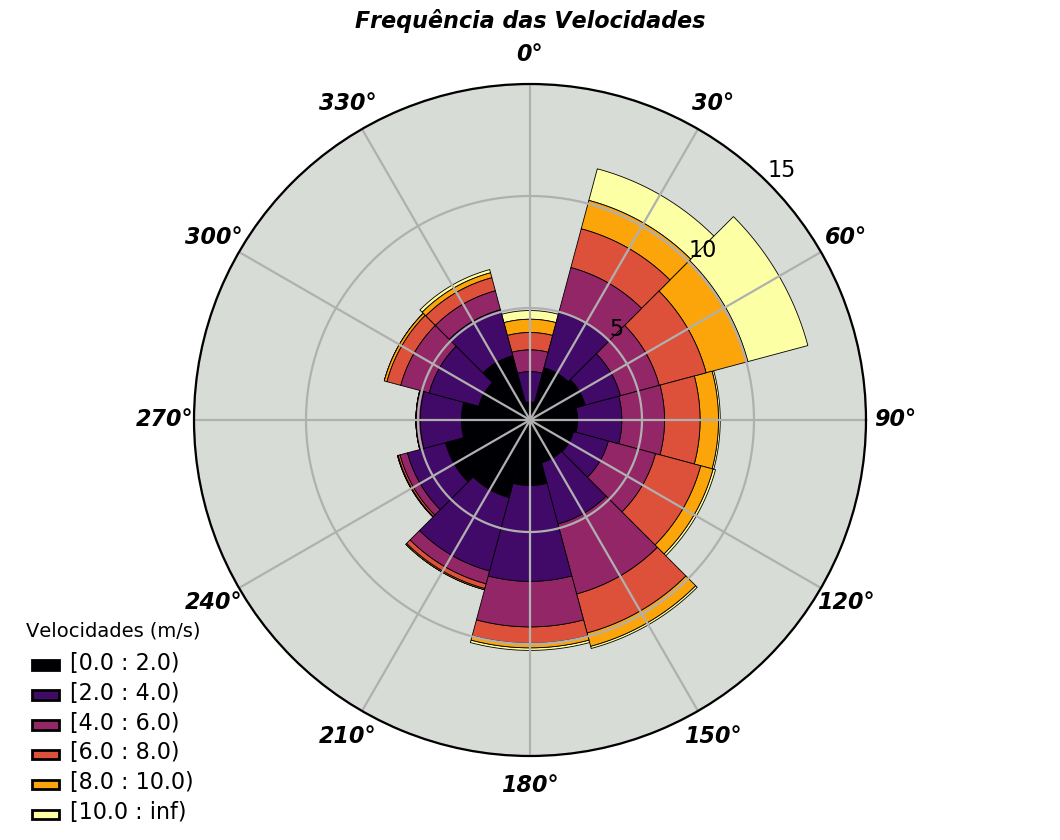 Frequência das Velocidades
0°
330°
30°
15
300°
60°
10
5
270°
90°
240°
120°
210°
150°
180°
Velocidades (m/s)
[0.0 : 2.0)
[2.0 : 4.0)
[4.0 : 6.0)
[6.0 : 8.0)
[8.0 : 10.0)
[10.0 : inf)